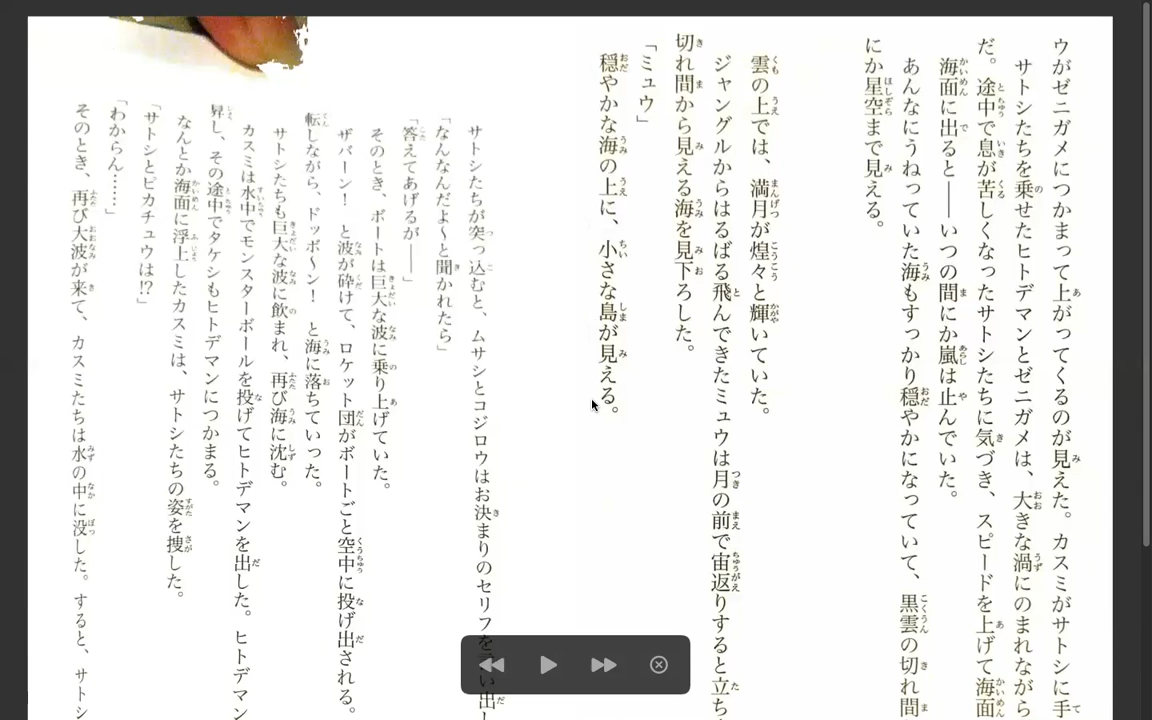 ウがゼニガメにつかまって上がってくるのが見えた。カスミがサトシに手
サトシたちを乗せたヒトデマンとゼニガメは、大きな渦にのまれながら
だ。途中で息が苦しくなったサトシたちに気づき、スピードを上げて海面
海面に出ると――いつの間にか嵐は止んでいた。
あんなにうねっていた海もすっかり穏やかになっていて、黒雲の切れ間
にか星空まで見える。
雲の上では、満月が煌々と輝いていた。
ジャングルからはるばる飛んできたミュウは月の前で宙返りすると立ち
切れ間から見える海を見下ろした。
「ミュウ」
穏やかな海の上に、小さな島が見える。
サトシたちが突っ込むと、ムサシとコジロウはお決まりのセリフを言い出し
「なんなんだよ〜と聞かれたら」
「答えてあげるが――」
そのとき、ボートは巨大な波に乗り上げていた。
ザバーン！ と波が砕けて、ロケット団がボートごと空中に投げ出される。
転しながら、ドッボ〜ン！ と海に落ちていった。
サトシたちも巨大な波に飲まれ、再び海に沈む。
カスミは水中でモンスターボールを投げてヒトデマンを出した。ヒトデマン
昇し、その途中でタケシもヒトデマンにつかまる。
なんとか海面に浮上したカスミは、サトシたちの姿を捜した。
「サトシとピカチュウは!?」
「わからん……」
そのとき、再び大波が来て、カスミたちは水の中に没した。すると、サトシ